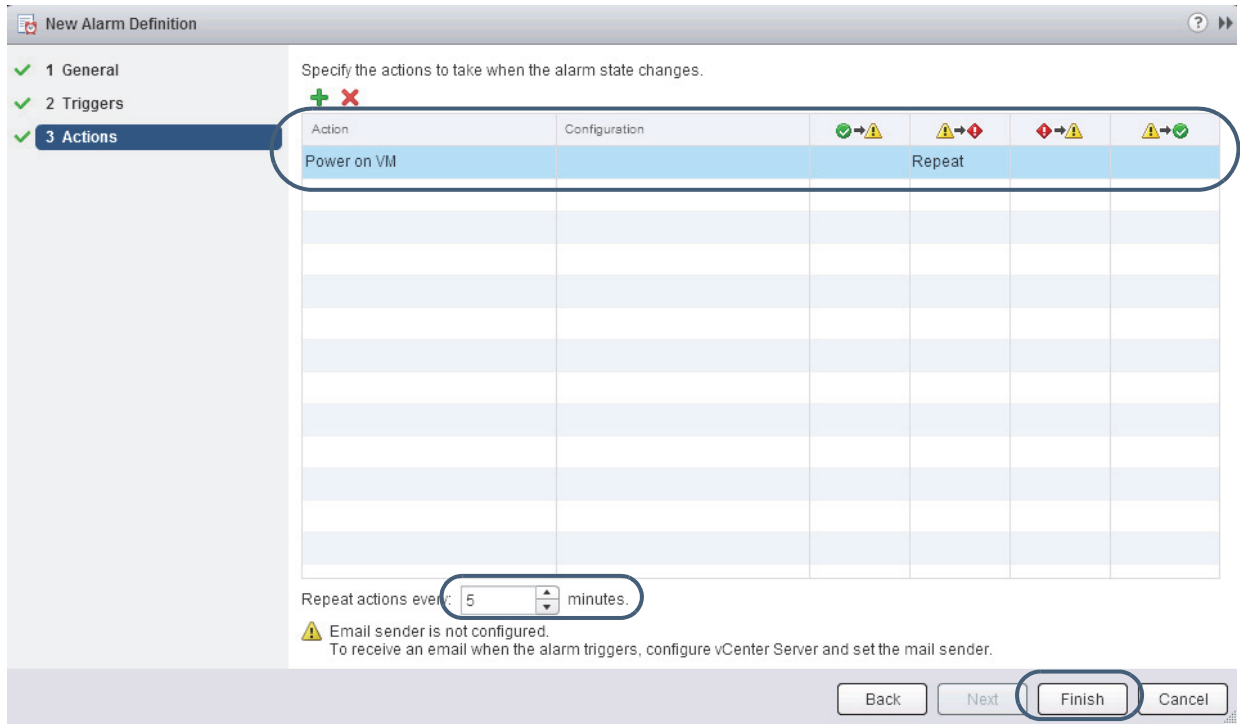 New Alarm Definition
?
1 General
2 Triggers
3 Actions
Specify the actions to take when the alarm state changes.
Action Configuration
Power on VM Repeat
Repeat actions every: 5 minutes.
Email sender is not configured.
To receive an email when the alarm triggers, configure vCenter Server and set the mail sender.
Back Next Finish Cancel